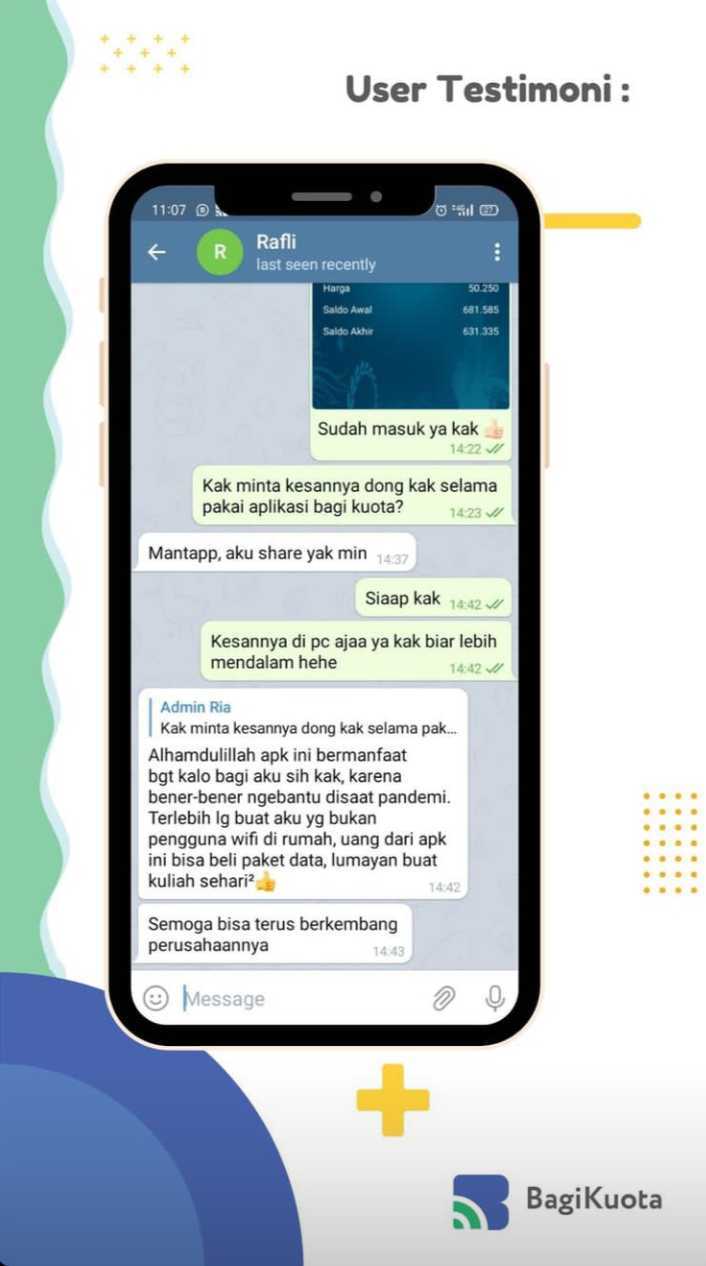 User Testimoni :
11:07
Rafli
last seen recently
Harga 50.250
Saldo Awal 681.585
Saldo Akhir 631.335
Sudah masuk ya kak 👍🏻
14:22
Kak minta kesannya dong kak selama
pakai aplikasi bagi kuota? 14:23
Mantapp, aku share yak min 14:37
Siaap kak 14:42
Kesannya di pc ajaa ya kak biar lebih
mendalam hehe 14:42
Admin Ria
Kak minta kesannya dong kak selama pak...
Alhamdulillah apk ini bermanfaat
bgt kalo bagi aku sih kak, karena
bener-bener ngebantu disaat pandemi.
Terlebih lg buat aku yg bukan
pengguna wifi di rumah, uang dari apk
ini bisa beli paket data, lumayan buat
kuliah sehari²👍
14:42
Semoga bisa terus berkembang
perusahaannya 14:43
Message
BagiKuota